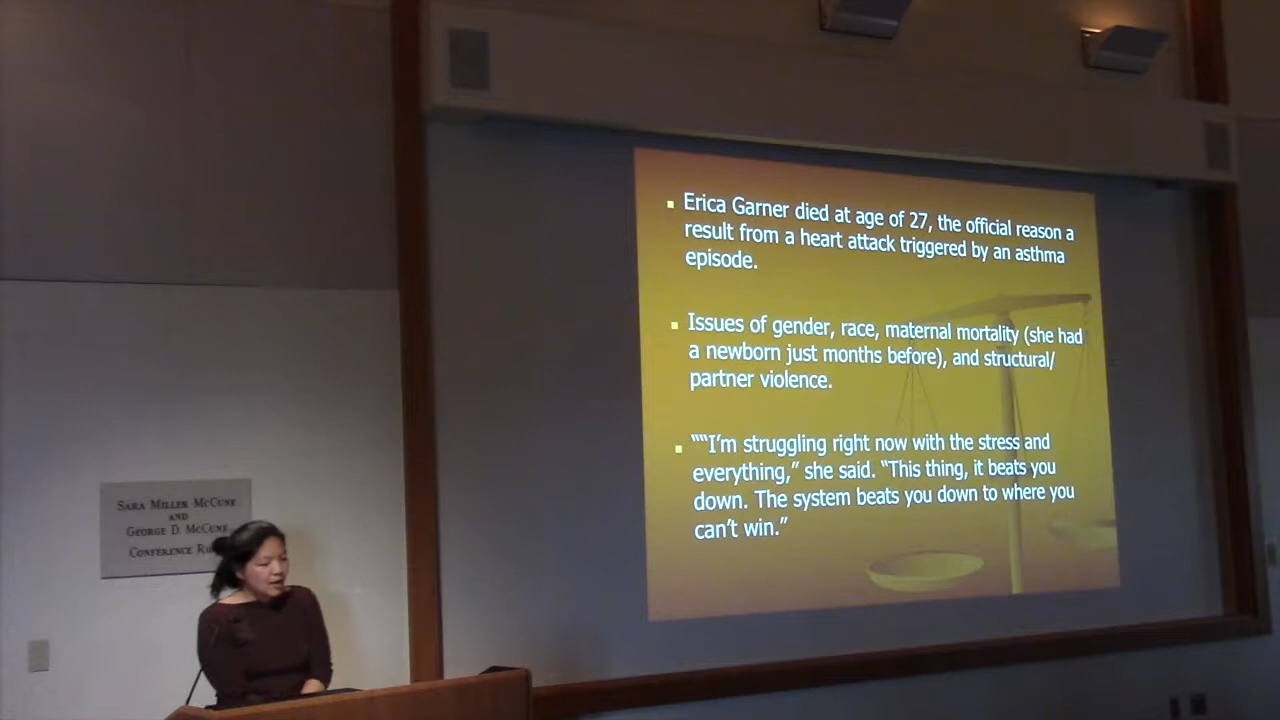 Erica Garner died at age of 27, the official reason a
result from a heart attack triggered by an asthma
episode.
Issues of gender, race, maternal mortality (she had
a newborn just months before), and structural/
partner violence.
““I’m struggling right now with the stress and
everything,” she said. “This thing, it beats you
down. The system beats you down to where you
can’t win.”
Sara Miller McCune
and
George D. McCune
Conference